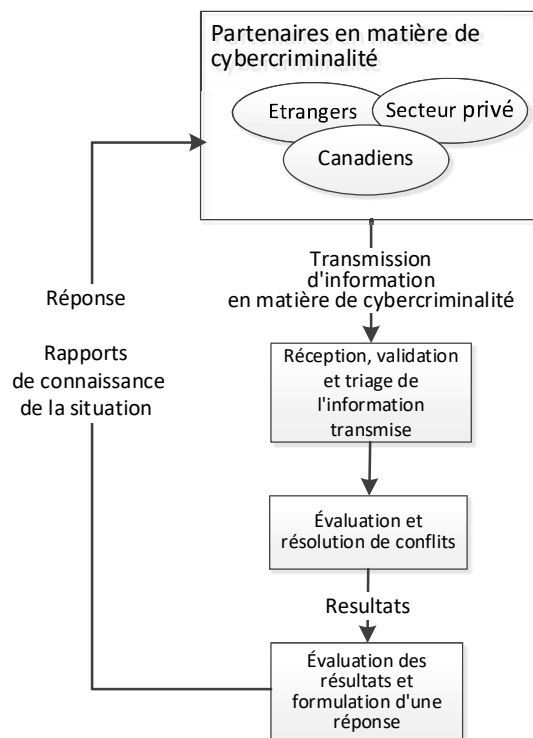 Partenaires en matière de
cybercriminalité
Etrangers
Secteur privé
Canadiens
Transmission
d'information
en matière de cybercriminalité
Réponse
Rapports
de connaissance
de la situation
Réception, validation
et triage de
l'information
transmise
Évaluation et
résolution de conflits
Resultats
Évaluation des
résultats et
formulation d'une
réponse